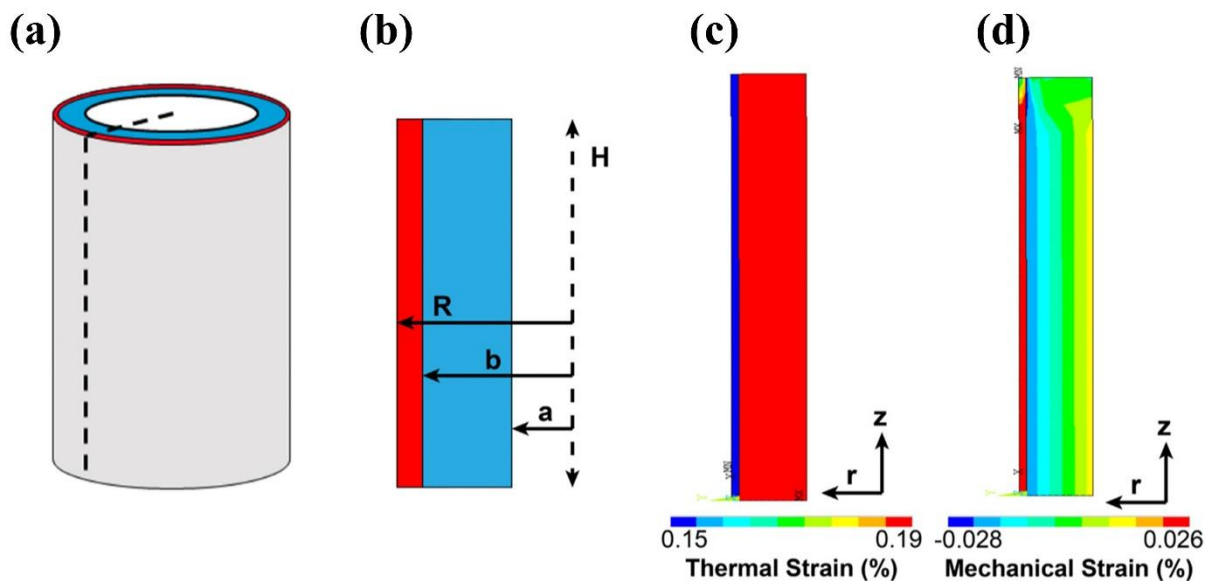 (a)
(b)
(c)
(d)
H
R
b
a
z
r
z
r
0.15 0.19
Thermal Strain (%)
-0.028 0.026
Mechanical Strain (%)